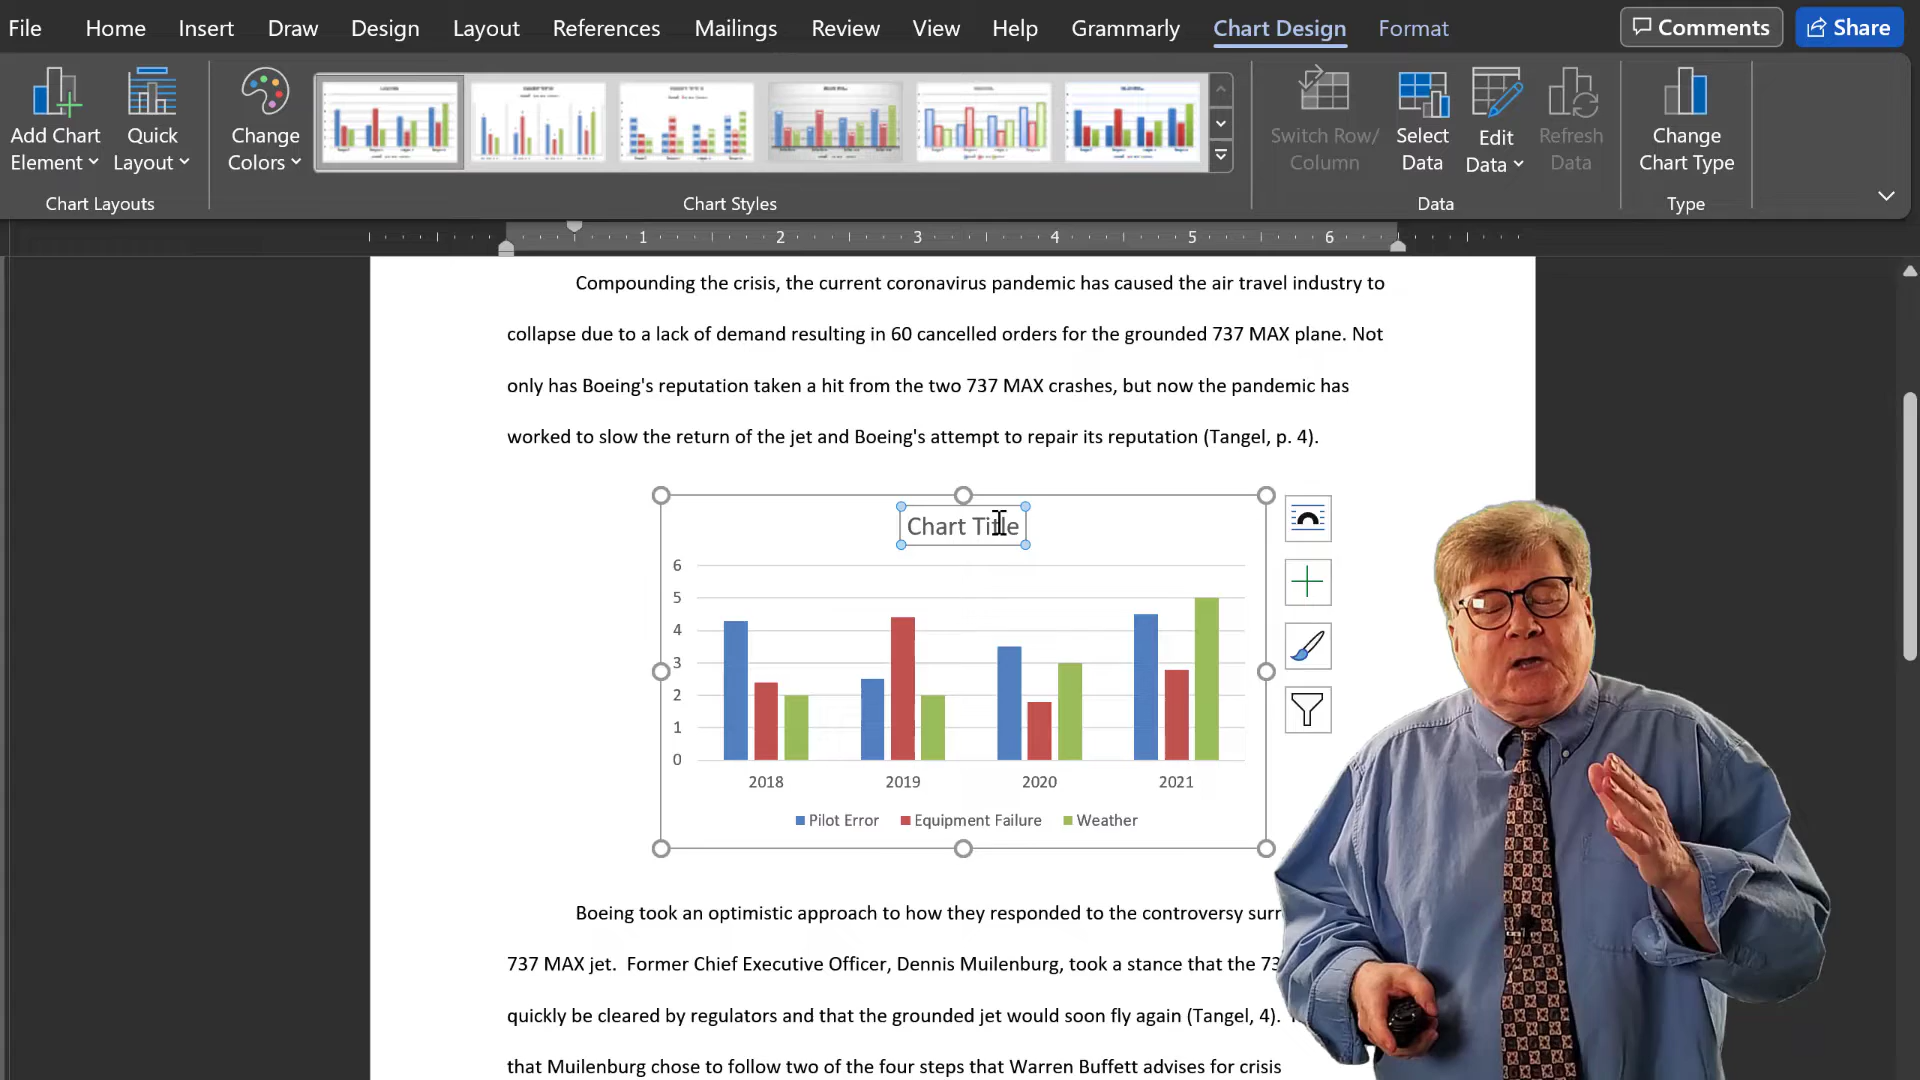 File Home Insert Draw Design Layout References Mailings Review View Help Grammarly Chart Design Format Comments Share
Add Chart Element
Quick Layout
Change Colors
Switch Row/ Column
Select Data
Edit Data
Refresh Data
Change Chart Type
Chart Layouts Chart Styles Data Type
1 2 3 4 5 6
Compounding the crisis, the current coronavirus pandemic has caused the air travel industry to
collapse due to a lack of demand resulting in 60 cancelled orders for the grounded 737 MAX plane. Not
only has Boeing's reputation taken a hit from the two 737 MAX crashes, but now the pandemic has
worked to slow the return of the jet and Boeing's attempt to repair its reputation (Tangel, p. 4).
Chart Title
6
5
4
3
2
1
0
2018 2019 2020 2021
Pilot Error Equipment Failure Weather
Boeing took an optimistic approach to how they responded to the controversy
737 MAX jet. Former Chief Executive Officer, Dennis Muilenburg, took a stance that the
quickly be cleared by regulators and that the grounded jet would soon fly again (Tangel, 4).
that Muilenburg chose to follow two of the four steps that Warren Buffett advises for crisis